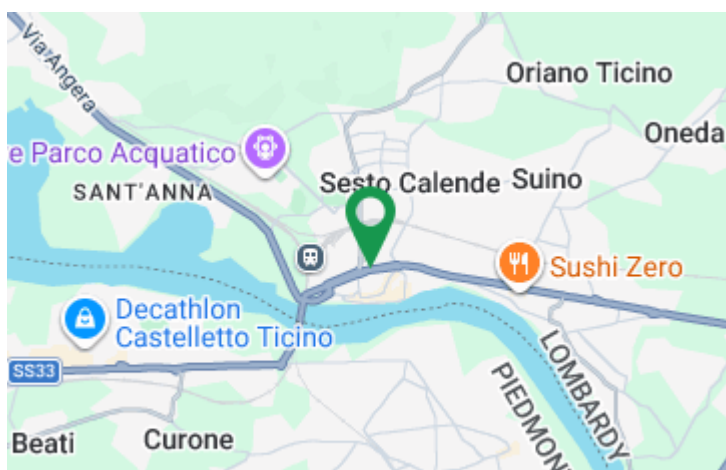 Via Angera
Oriano Ticino
Oneda
e Parco Acquatico
SANT'ANNA
Sesto Calende
Suino
Sushi Zero
Decathlon
Castelletto Ticino
SS33
LOMBARDY
PIEDMON
Beati
Curone